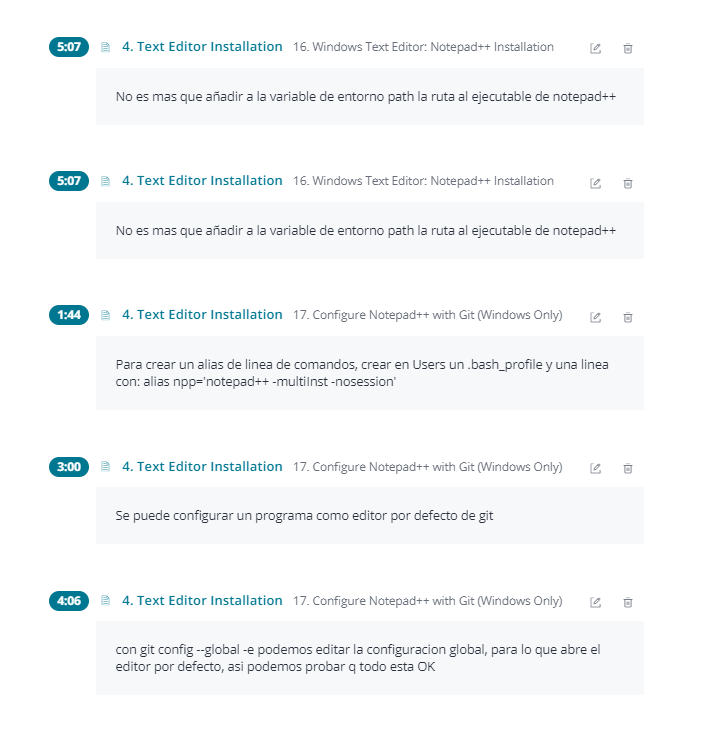 5:07 4. Text Editor Installation 16. Windows Text Editor: Notepad++ Installation
No es mas que añadir a la variable de entorno path la ruta al ejecutable de notepad++
5:07 4. Text Editor Installation 16. Windows Text Editor: Notepad++ Installation
No es mas que añadir a la variable de entorno path la ruta al ejecutable de notepad++
1:44 4. Text Editor Installation 17. Configure Notepad++ with Git (Windows Only)
Para crear un alias de linea de comandos, crear en Users un .bash_profile y una linea
con: alias npp='notepad++ -multiInst -nosession'
3:00 4. Text Editor Installation 17. Configure Notepad++ with Git (Windows Only)
Se puede configurar un programa como editor por defecto de git
4:06 4. Text Editor Installation 17. Configure Notepad++ with Git (Windows Only)
con git config --global -e podemos editar la configuracion global, para lo que abre el
editor por defecto, asi podemos probar q todo esta OK